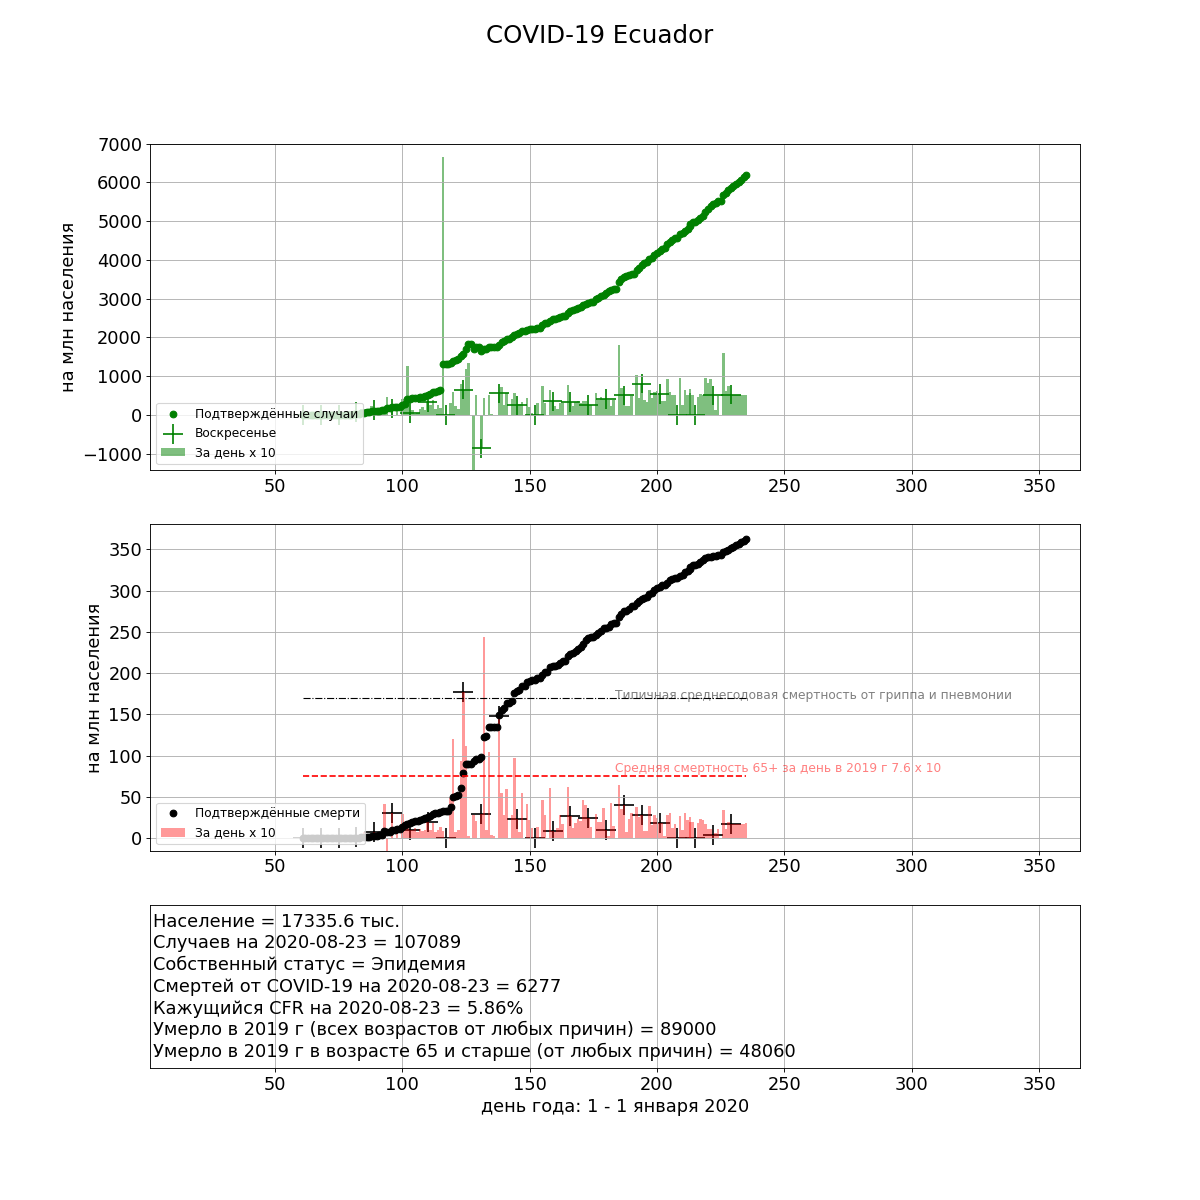 COVID-19 Ecuador
на млн населения
7000
6000
5000
4000
3000
2000
1000
0
−1000
Подтверждённые случаи
Воскресенье
За день x 10
50 100 150 200 250 300 350
на млн населения
350
300
250
200
150
100
50
0
Типичная среднегодовая смертность от гриппа и пневмонии
Средняя смертность 65+ за день в 2019 г 7.6 x 10
Подтверждённые смерти
За день x 10
50 100 150 200 250 300 350
Население = 17335.6 тыс.
Случаев на 2020-08-23 = 107089
Собственный статус = Эпидемия
Смертей от COVID-19 на 2020-08-23 = 6277
Кажущийся CFR на 2020-08-23 = 5.86%
Умерло в 2019 г (всех возрастов от любых причин) = 89000
Умерло в 2019 г в возрасте 65 и старше (от любых причин) = 48060
50 100 150 200 250 300 350
день года: 1 - 1 января 2020